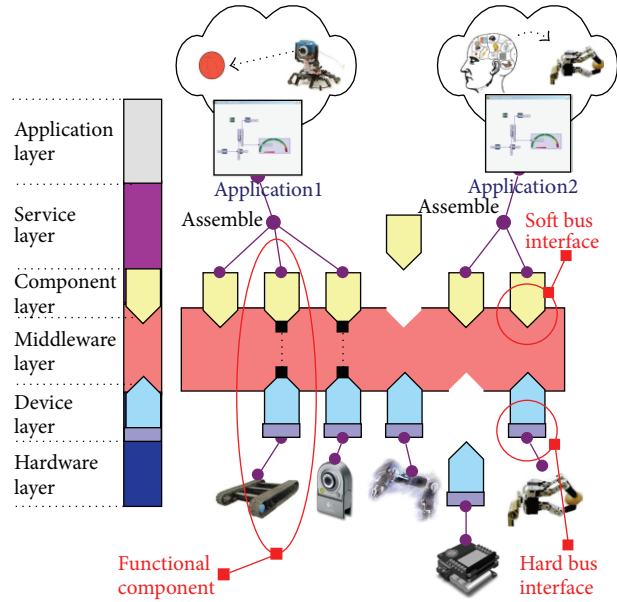 Application
layer
Service
layer
Component
layer
Middleware
layer
Device
layer
Hardware
layer
Application1
Application2
Assemble
Assemble
Soft bus
interface
Functional
component
Hard bus
interface